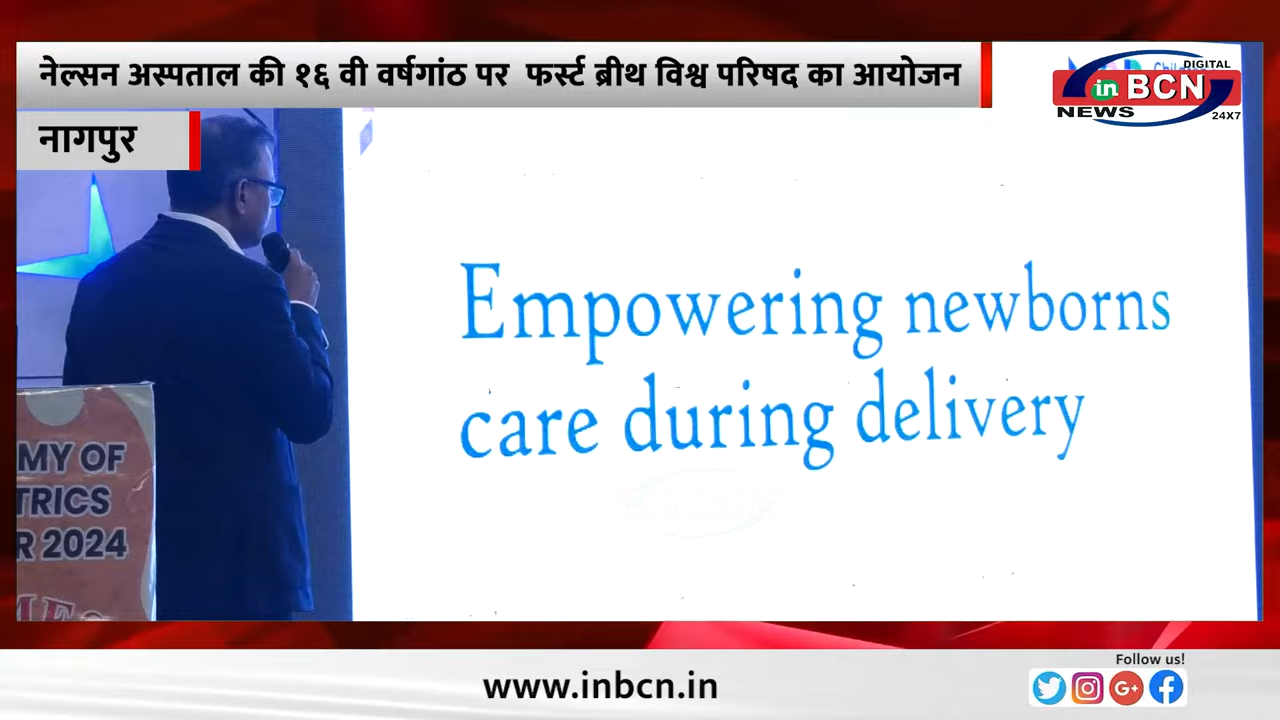 नेल्सन अस्पताल की १६ वी वर्षगांठ पर फर्स्ट ब्रीथ विश्व परिषद का आयोजन
नागपुर
DIGITAL
in BCN
NEWS 24X7
Empowering newborns
care during delivery
MY OF
TRICS
R 2024
www.inbcn.in
Follow us!